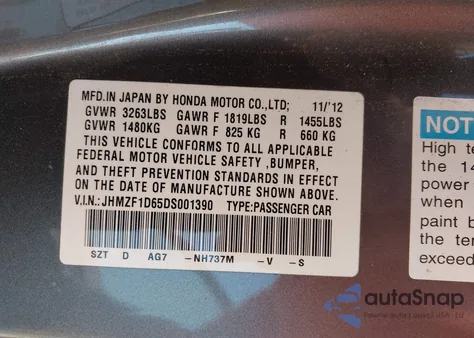 MFD.IN JAPAN BY HONDA MOTOR CO.,LTD; 11/'12
GVWR 3263LBS GAWR F 1819LBS R 1455LBS
GVWR 1480KG GAWR F 825 KG R 660 KG
THIS VEHICLE CONFORMS TO ALL APPLICABLE
FEDERAL MOTOR VEHICLE SAFETY ,BUMPER,
AND THEFT PREVENTION STANDARDS IN EFFECT
ON THE DATE OF MANUFACTURE SHOWN ABOVE.
V.I.N.: JHMZF1D65DS001390 TYPE:PASSENGER CAR
SZT D AG7 -NH737M -V -S
NOT
High te
the 14
power
when
paint b
the ter
exceed
autoSnap